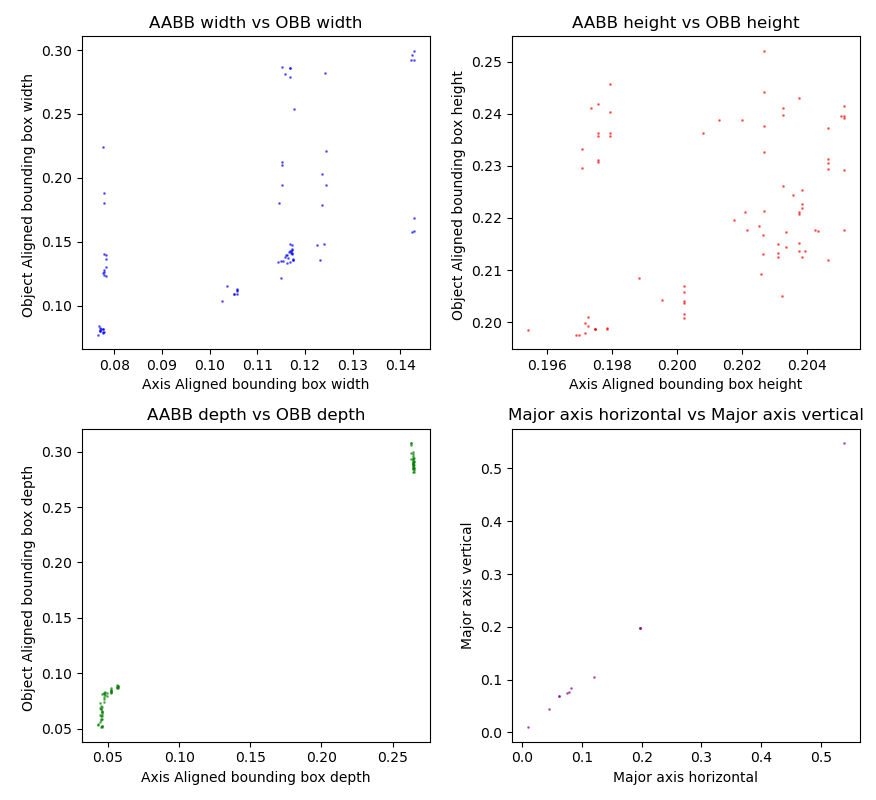 AABB width vs OBB width
Object Aligned bounding box width
0.30
0.25
0.20
0.15
0.10
0.08 0.09 0.10 0.11 0.12 0.13 0.14
Axis Aligned bounding box width
AABB height vs OBB height
Object Aligned bounding box height
0.25
0.24
0.23
0.22
0.21
0.20
0.196 0.198 0.200 0.202 0.204
Axis Aligned bounding box height
AABB depth vs OBB depth
Object Aligned bounding box depth
0.30
0.25
0.20
0.15
0.10
0.05
0.05 0.10 0.15 0.20 0.25
Axis Aligned bounding box depth
Major axis horizontal vs Major axis vertical
Major axis vertical
0.5
0.4
0.3
0.2
0.1
0.0
0.0 0.1 0.2 0.3 0.4 0.5
Major axis horizontal